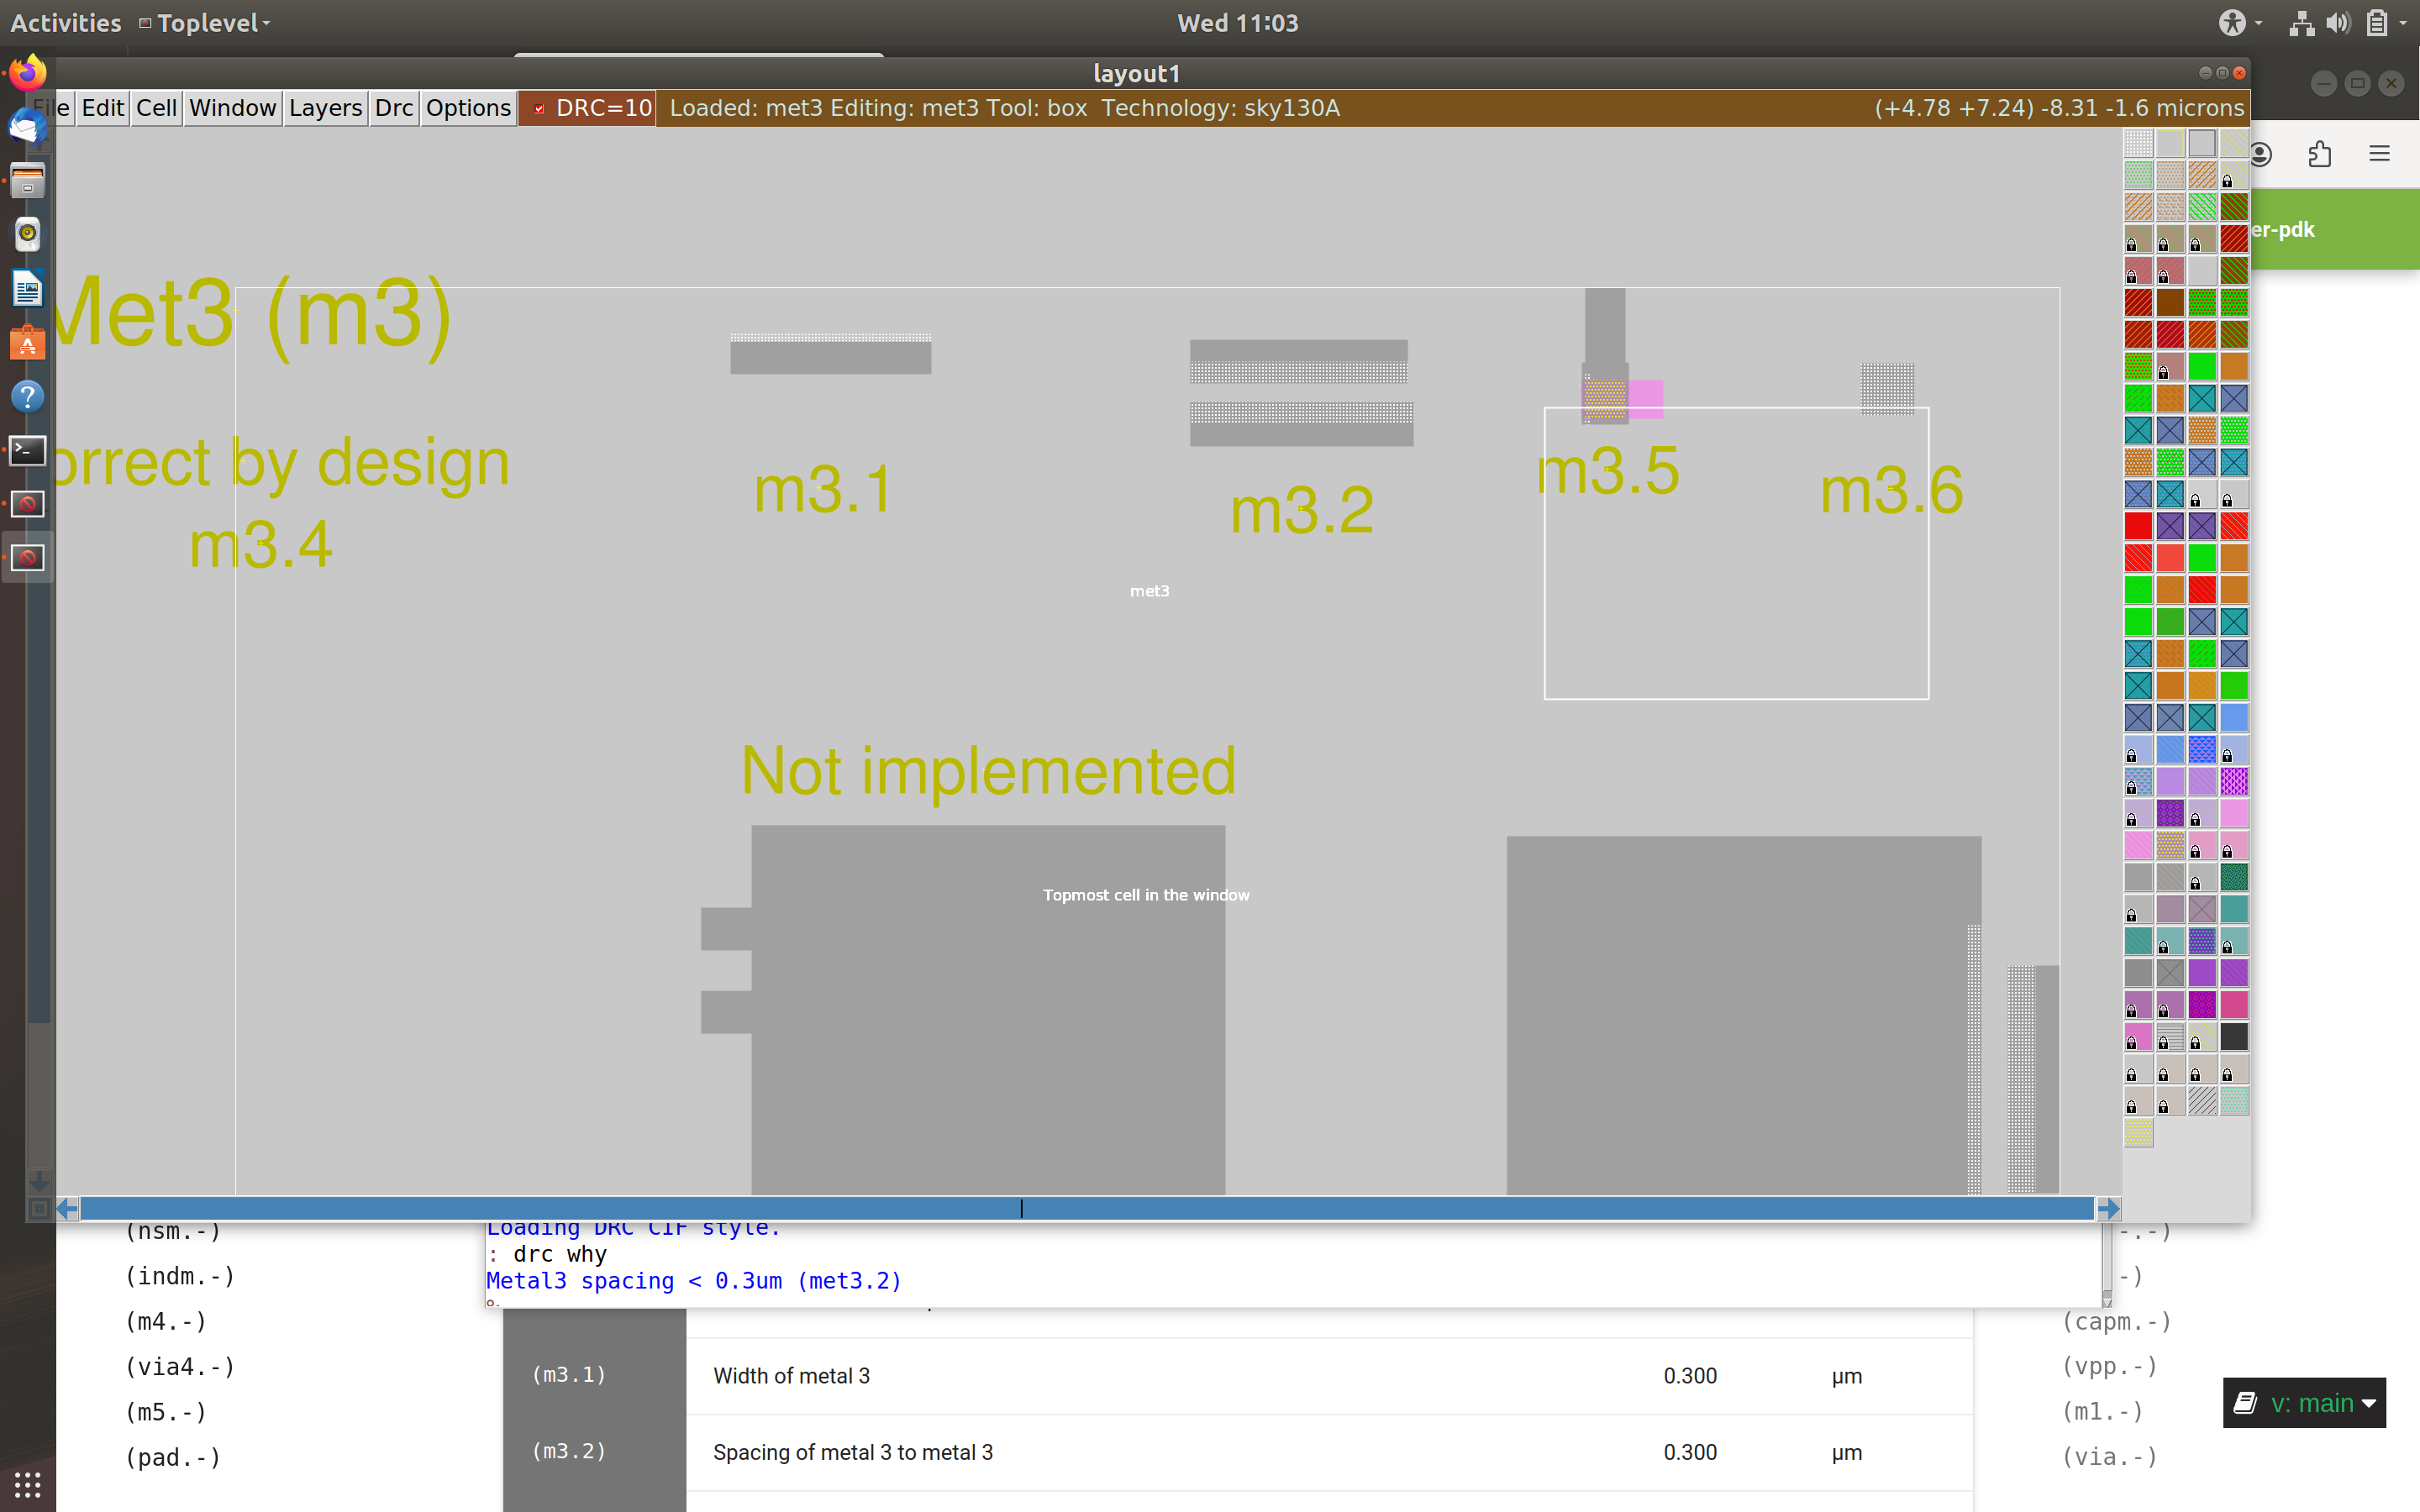 Activities
Toplevel
Wed 11:03
layout1
File Edit Cell Window Layers Drc Options DRC=10 Loaded: met3 Editing: met3 Tool: box Technology: sky130A (+4.78 +7.24) -8.31 -1.6 microns
er-pdk
Met3 (m3)
orrect by design
m3.4
m3.1
m3.2
m3.5
m3.6
met3
Not implemented
Topmost cell in the window
Loading DRC CIF style.
: drc why
Metal3 spacing < 0.3um (met3.2)
%
(nsm.-)
(indm.-)
(m4.-)
(via4.-)
(m5.-)
(pad.-)
(m3.1) Width of metal 3 0.300 µm
(m3.2) Spacing of metal 3 to metal 3 0.300 µm
-.-)
-)
(capm.-)
(vpp.-)
(m1.-)
(via.-)
v: main